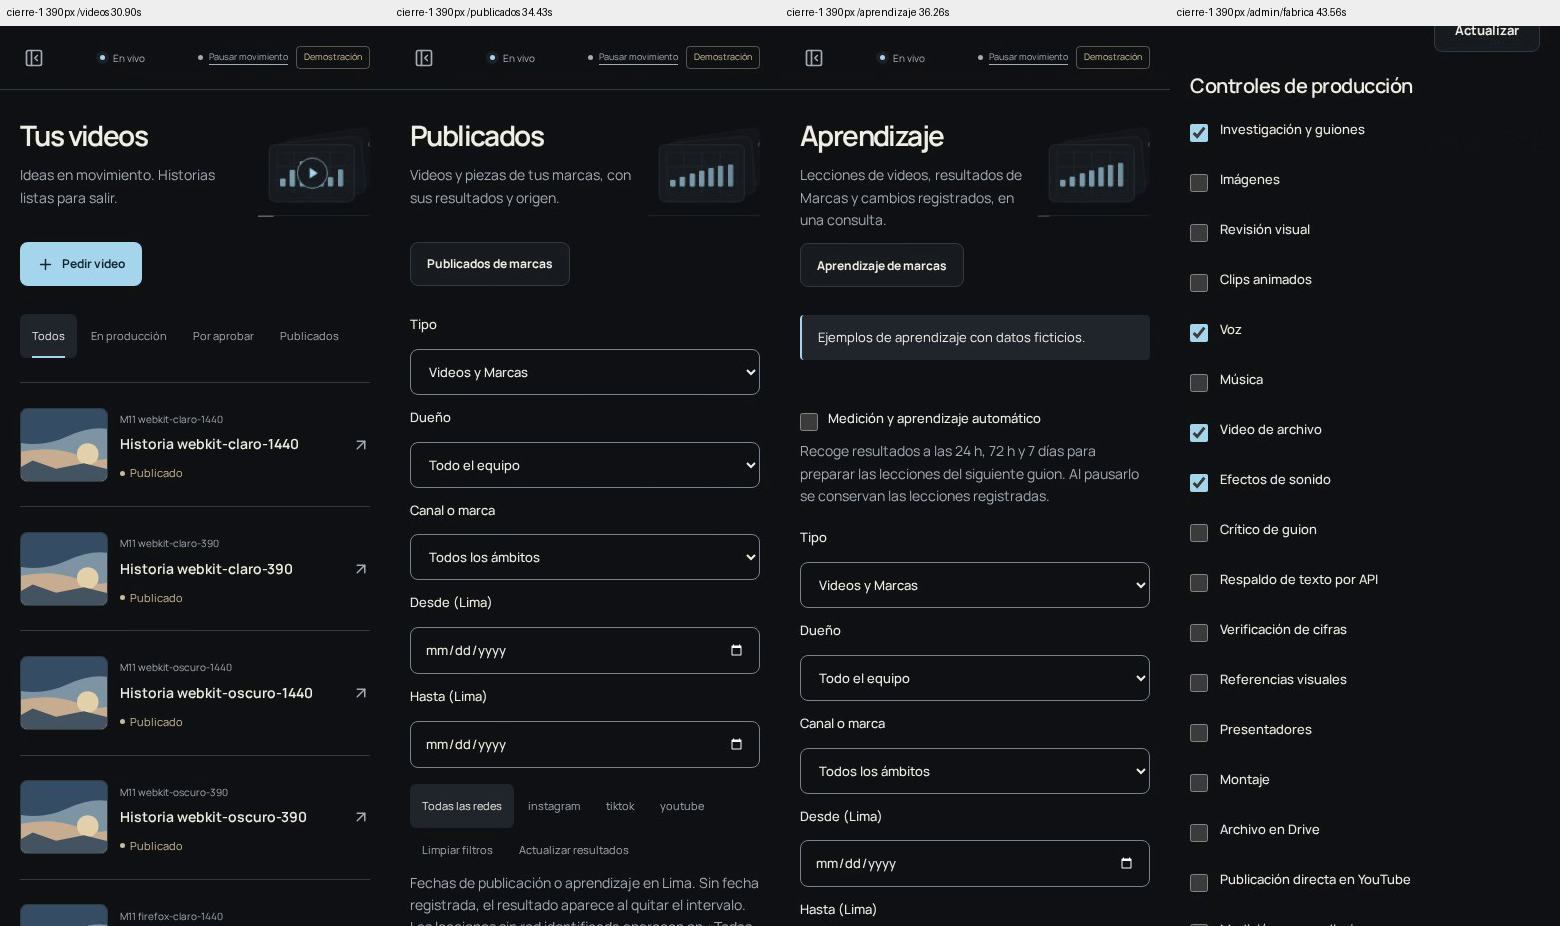 cierre-1 390px /videos 30.90s
En vivo
Pausar movimiento
Demostración
Tus videos
Ideas en movimiento. Historias
listas para salir.
Pedir video
Todos
En producción
Por aprobar
Publicados
M11 webkit-claro-1440
Historia webkit-claro-1440
Publicado
M11 webkit-claro-390
Historia webkit-claro-390
Publicado
M11 webkit-oscuro-1440
Historia webkit-oscuro-1440
Publicado
M11 webkit-oscuro-390
Historia webkit-oscuro-390
Publicado
M11 firefox-claro-1440
cierre-1 390px /publicados 34.43s
En vivo
Pausar movimiento
Demostración
Publicados
Videos y piezas de tus marcas, con
sus resultados y origen.
Publicados de marcas
Tipo
Videos y Marcas
Dueño
Todo el equipo
Canal o marca
Todos los ámbitos
Desde (Lima)
mm/dd/yyyy
Hasta (Lima)
mm/dd/yyyy
Todas las redes
instagram
tiktok
youtube
Limpiar filtros
Actualizar resultados
Fechas de publicación o aprendizaje en Lima. Sin fecha
registrada, el resultado aparece al quitar el intervalo.
cierre-1 390px /aprendizaje 36.26s
En vivo
Pausar movimiento
Demostración
Aprendizaje
Lecciones de videos, resultados de
Marcas y cambios registrados, en
una consulta.
Aprendizaje de marcas
Ejemplos de aprendizaje con datos ficticios.
Medición y aprendizaje automático
Recoge resultados a las 24 h, 72 h y 7 días para
preparar las lecciones del siguiente guion. Al pausarlo
se conservan las lecciones registradas.
Tipo
Videos y Marcas
Dueño
Todo el equipo
Canal o marca
Todos los ámbitos
Desde (Lima)
mm/dd/yyyy
Hasta (Lima)
cierre-1 390px /admin/fabrica 43.56s
Actualizar
Controles de producción
Investigación y guiones
Imágenes
Revisión visual
Clips animados
Voz
Música
Video de archivo
Efectos de sonido
Crítico de guion
Respaldo de texto por API
Verificación de cifras
Referencias visuales
Presentadores
Montaje
Archivo en Drive
Publicación directa en YouTube